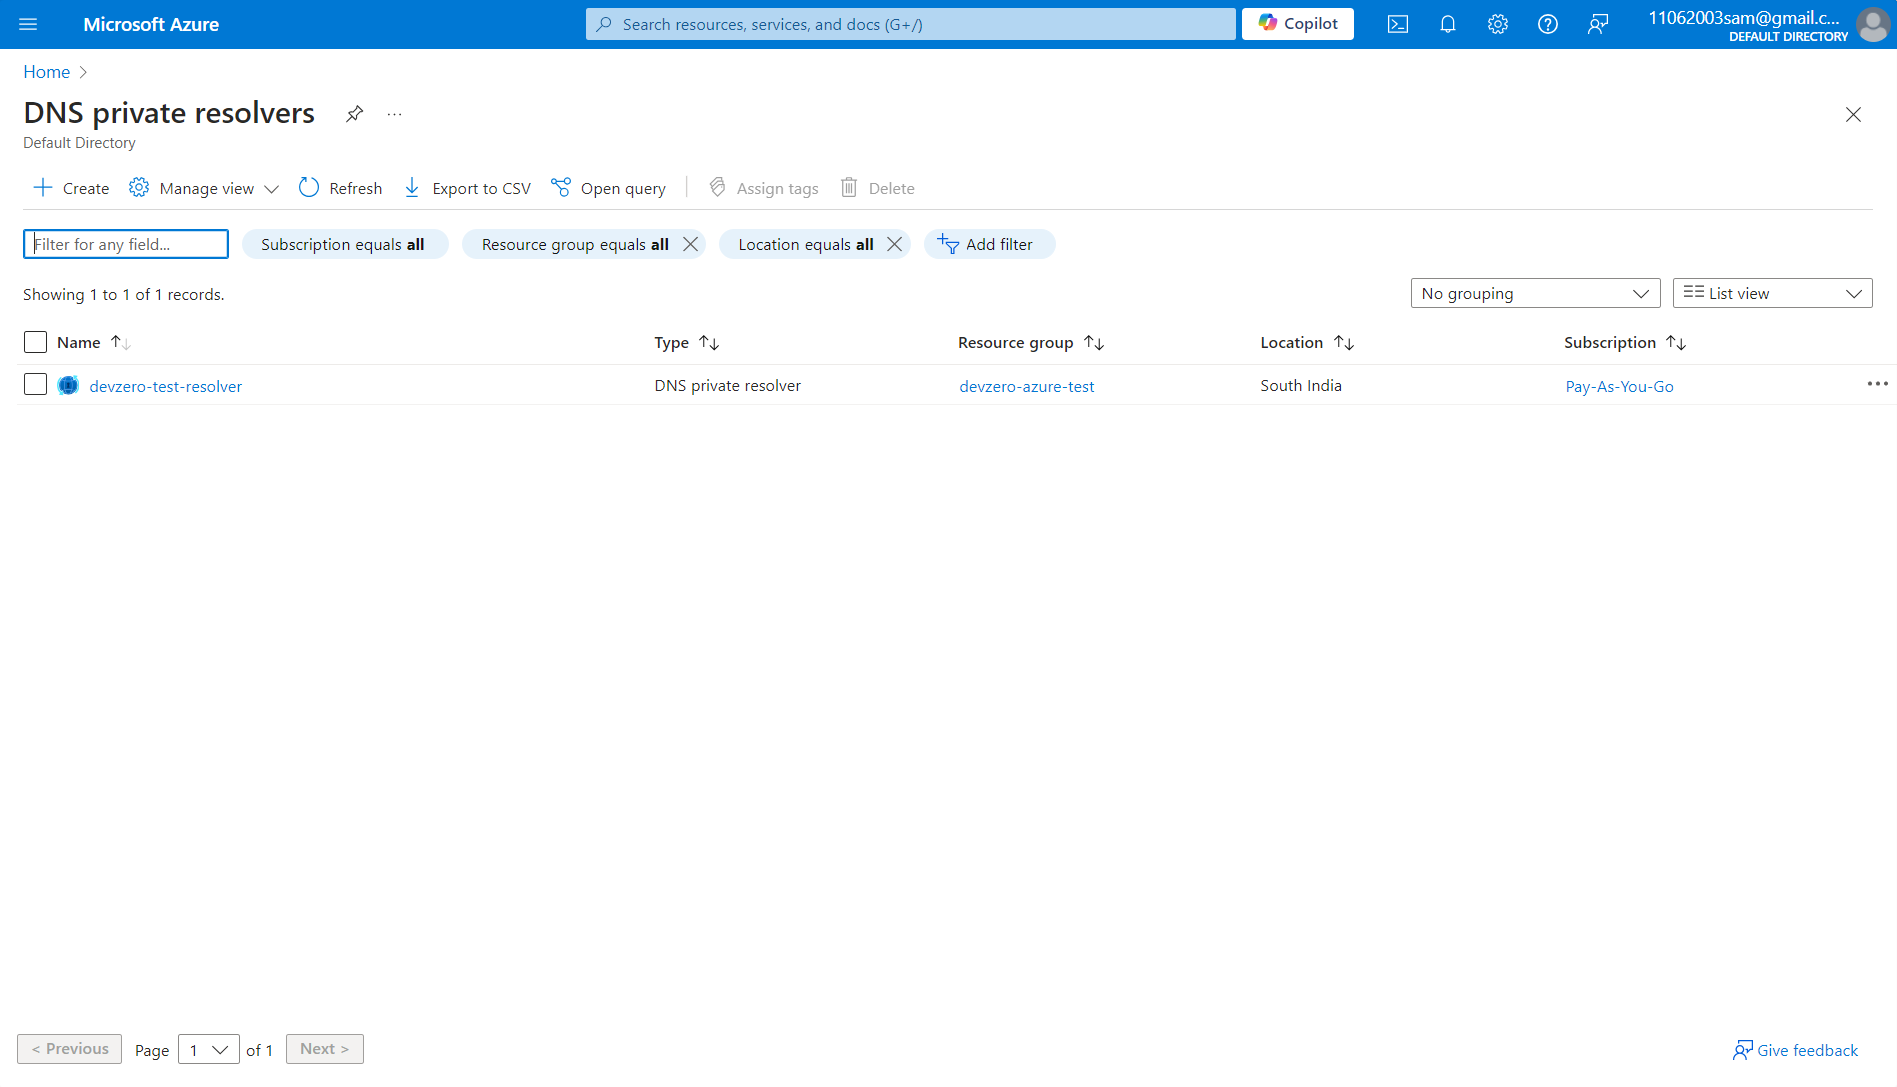 Microsoft Azure
Search resources, services, and docs (G+/)
Copilot
11062003sam@gmail.c...
DEFAULT DIRECTORY
Home
DNS private resolvers
...
Default Directory
Create
Manage view
Refresh
Export to CSV
Open query
Assign tags
Delete
Filter for any field...
Subscription equals all
Resource group equals all
Location equals all
Add filter
Showing 1 to 1 of 1 records.
No grouping
List view
Name
Type
Resource group
Location
Subscription
devzero-test-resolver
DNS private resolver
devzero-azure-test
South India
Pay-As-You-Go
< Previous
Page
1
of 1
Next >
Give feedback